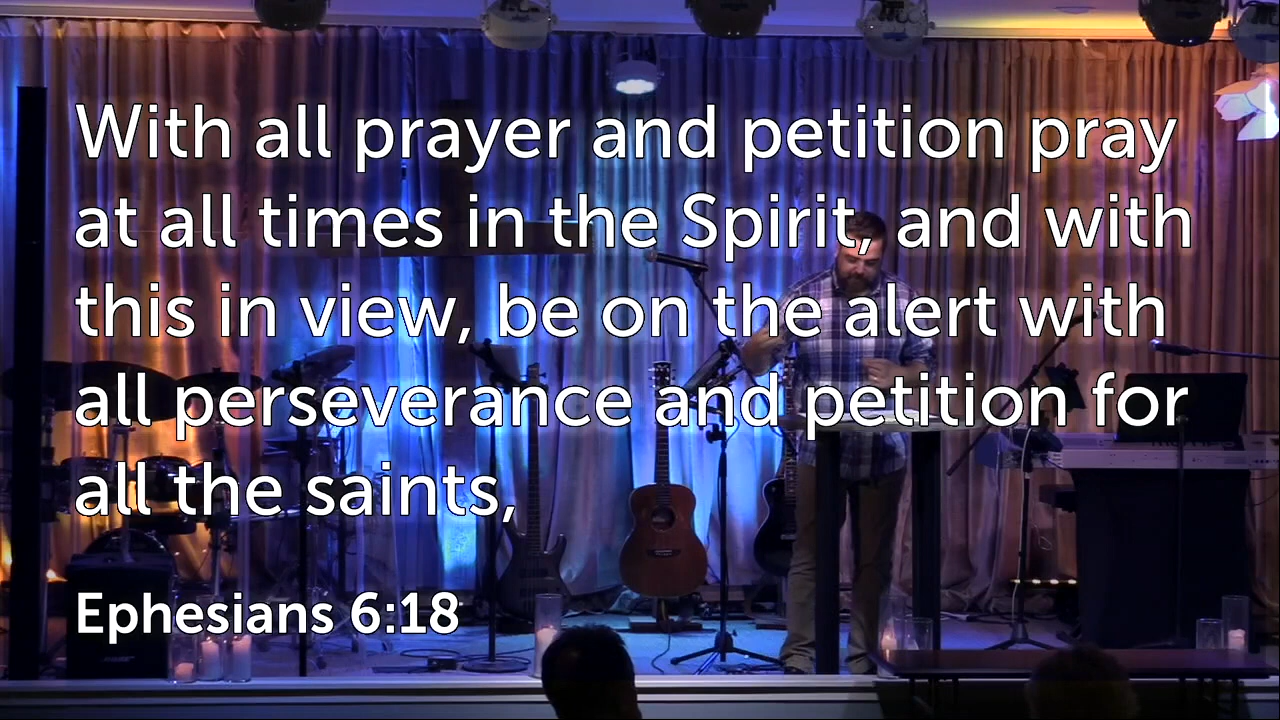 With all prayer and petition pray
at all times in the Spirit, and with
this in view, be on the alert with
all perseverance and petition for
all the saints,
Ephesians 6:18